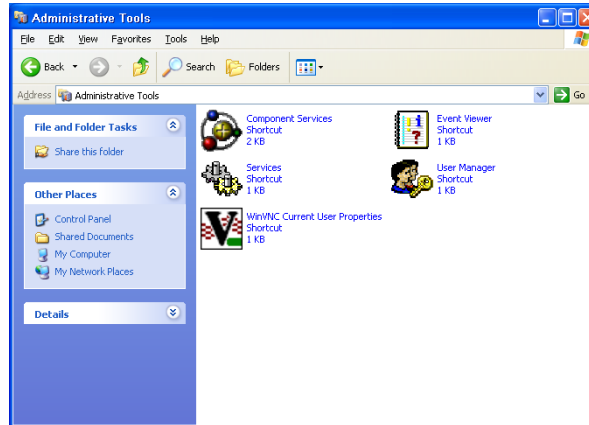 Administrative Tools
File Edit View Favorites Tools Help
Back Search Folders
Address Administrative Tools Go
File and Folder Tasks
Share this folder
Other Places
Control Panel
Shared Documents
My Computer
My Network Places
Details
Component Services
Shortcut
2 KB
Event Viewer
Shortcut
1 KB
Services
Shortcut
1 KB
User Manager
Shortcut
1 KB
WinVNC Current User Properties
Shortcut
1 KB